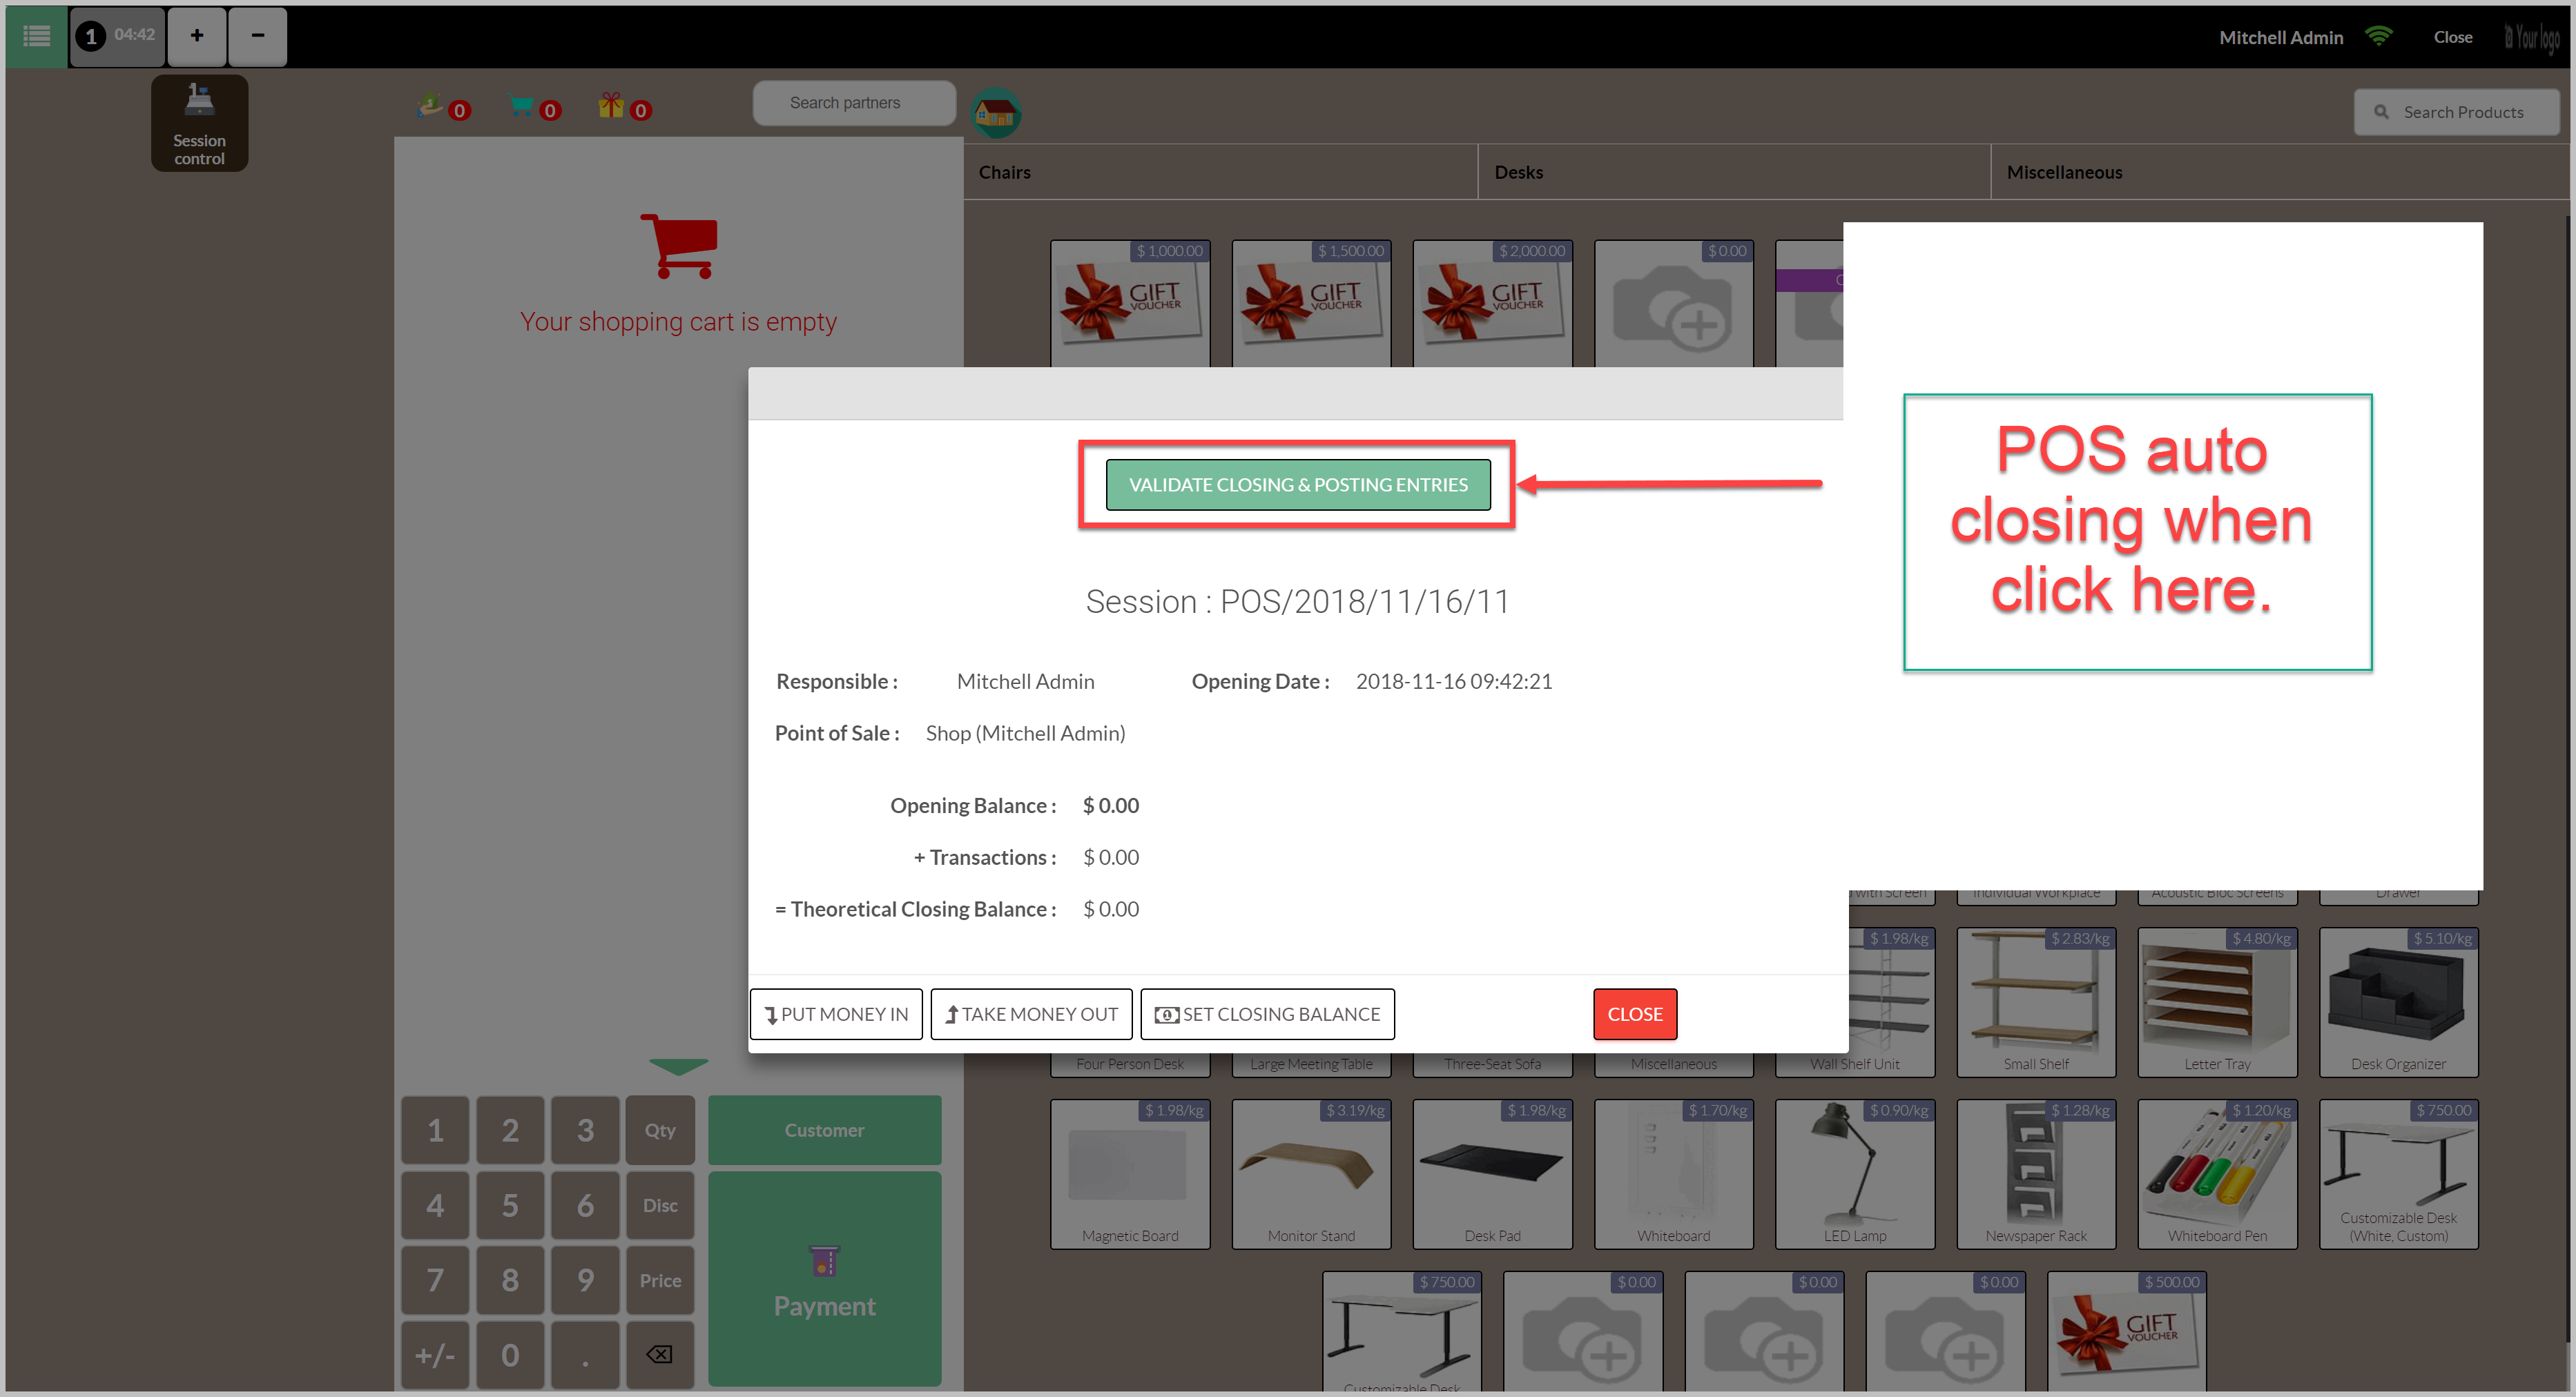 1 04:42 + -
Mitchell Admin Close Your logo
Session
control
0 0 0
Search partners
Search Products
Chairs Desks Miscellaneous
Your shopping cart is empty
$ 1,000.00 $ 1,500.00 $ 2,000.00 $ 0.00
GIFT
VOUCHER
GIFT
VOUCHER
GIFT
VOUCHER
VALIDATE CLOSING & POSTING ENTRIES
POS auto
closing when
click here.
Session : POS/2018/11/16/11
Responsible : Mitchell Admin Opening Date : 2018-11-16 09:42:21
Point of Sale : Shop (Mitchell Admin)
Opening Balance : $ 0.00
+ Transactions : $ 0.00
= Theoretical Closing Balance : $ 0.00
PUT MONEY IN TAKE MONEY OUT SET CLOSING BALANCE CLOSE
with Screen Individual Workplace Acoustic Bloc Screens Drawer
$ 1.98/kg $ 2.83/kg $ 4.80/kg $ 5.10/kg
Four Person Desk Large Meeting Table Three-Seat Sofa Miscellaneous Wall Shelf Unit Small Shelf Letter Tray Desk Organizer
$ 1.98/kg $ 3.19/kg $ 1.98/kg $ 1.70/kg $ 0.90/kg $ 1.28/kg $ 1.20/kg $ 750.00
Magnetic Board Monitor Stand Desk Pad Whiteboard LED Lamp Newspaper Rack Whiteboard Pen Customizable Desk
(White, Custom)
$ 750.00 $ 0.00 $ 0.00 $ 0.00 $ 500.00
GIFT
VOUCHER
Customizable Desk
1 2 3 Qty Customer
4 5 6 Disc
7 8 9 Price Payment
+/- 0 .